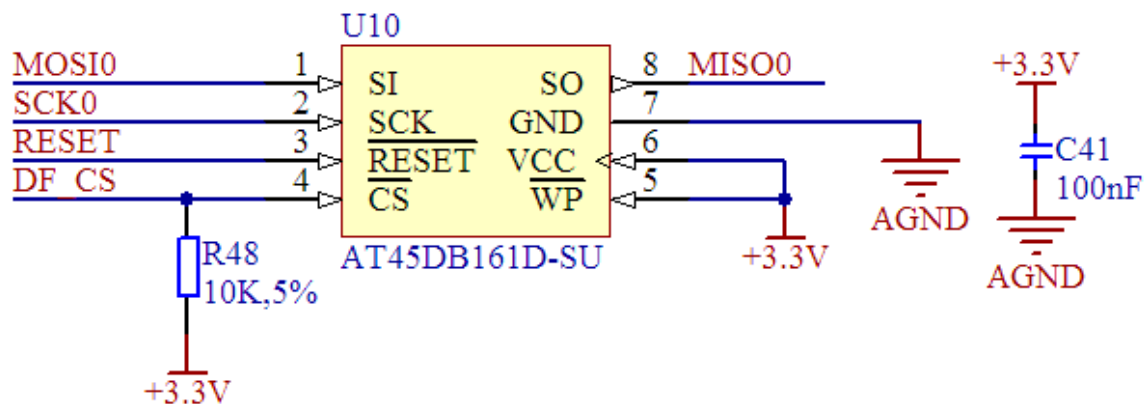 U10
MOSI0 1 SI SO 8 MISO0
SCK0 2 SCK GND 7
RESET 3 RESET VCC 6
DF_CS 4 CS WP 5
AT45DB161D-SU
R48
10K,5%
+3.3V
+3.3V
AGND
+3.3V
C41
100nF
AGND